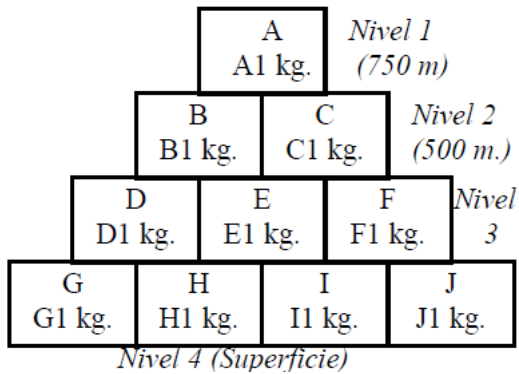 A Nivel 1
A1 kg. (750 m)
B C Nivel 2
B1 kg. C1 kg. (500 m.)
D E F Nivel
D1 kg. E1 kg. F1 kg. 3
G H I J
G1 kg. H1 kg. I1 kg. J1 kg.
Nivel 4 (Superficie)